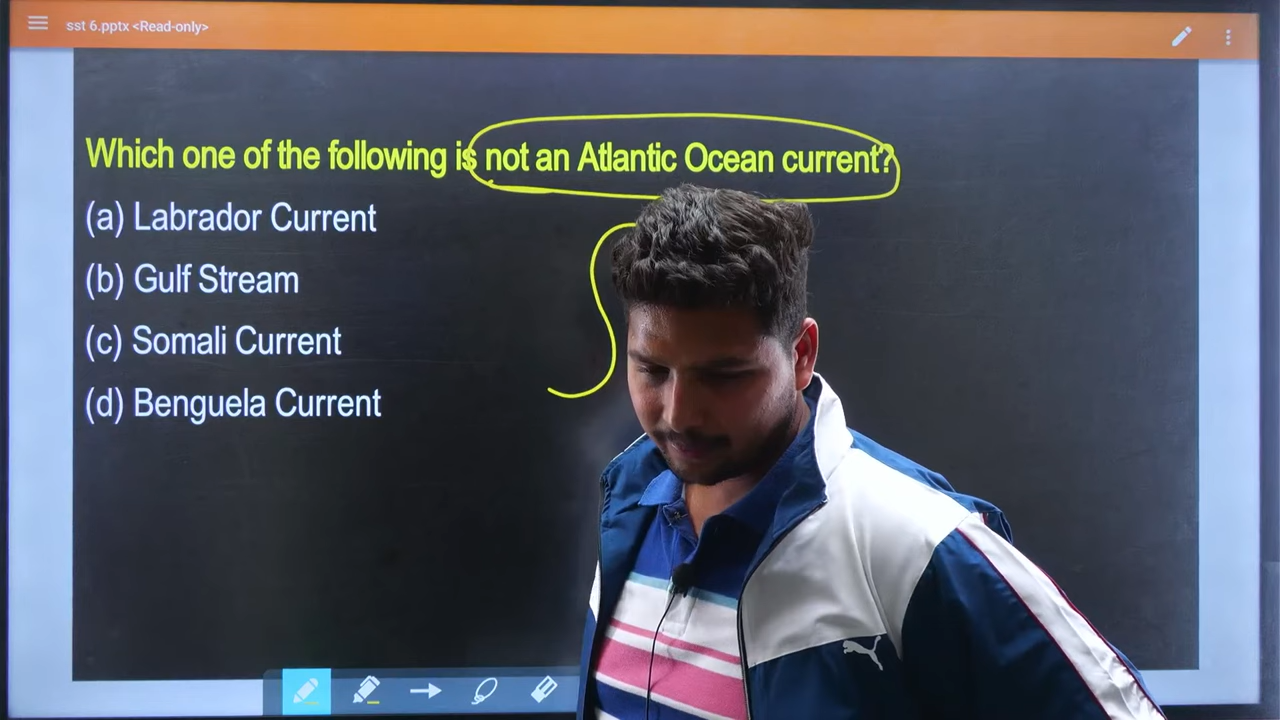 sst 6.pptx <Read-only>
Which one of the following is not an Atlantic Ocean current?
(a) Labrador Current
(b) Gulf Stream
(c) Somali Current
(d) Benguela Current